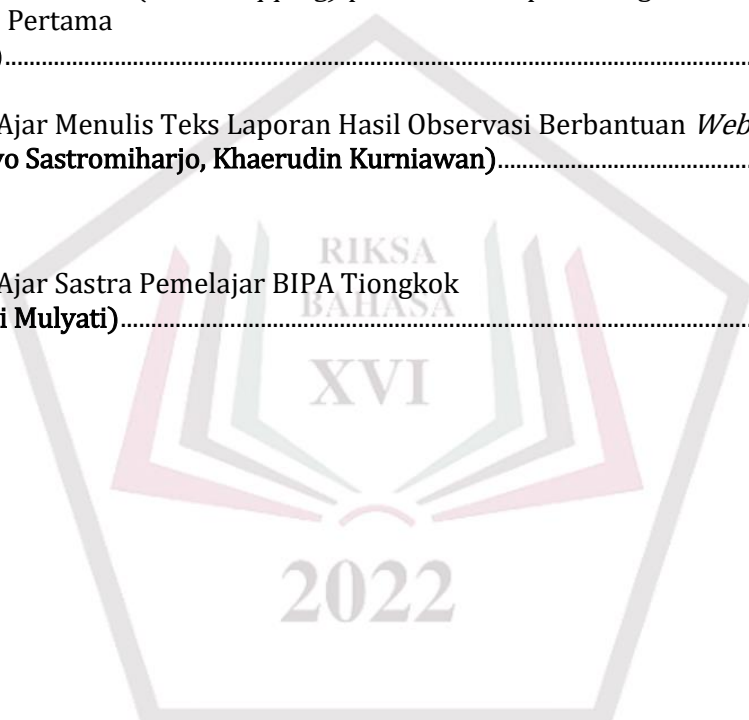 Pertama
)..........................................................................................................
Ajar Menulis Teks Laporan Hasil Observasi Berbantuan Web
Sastromiharjo, Khaerudin Kurniawan)....................................
RIKSA
Ajar Sastra Pemelajar BIPA Tiongkok
BAHASA
Mulyati)........................................................................................
XVI
2022